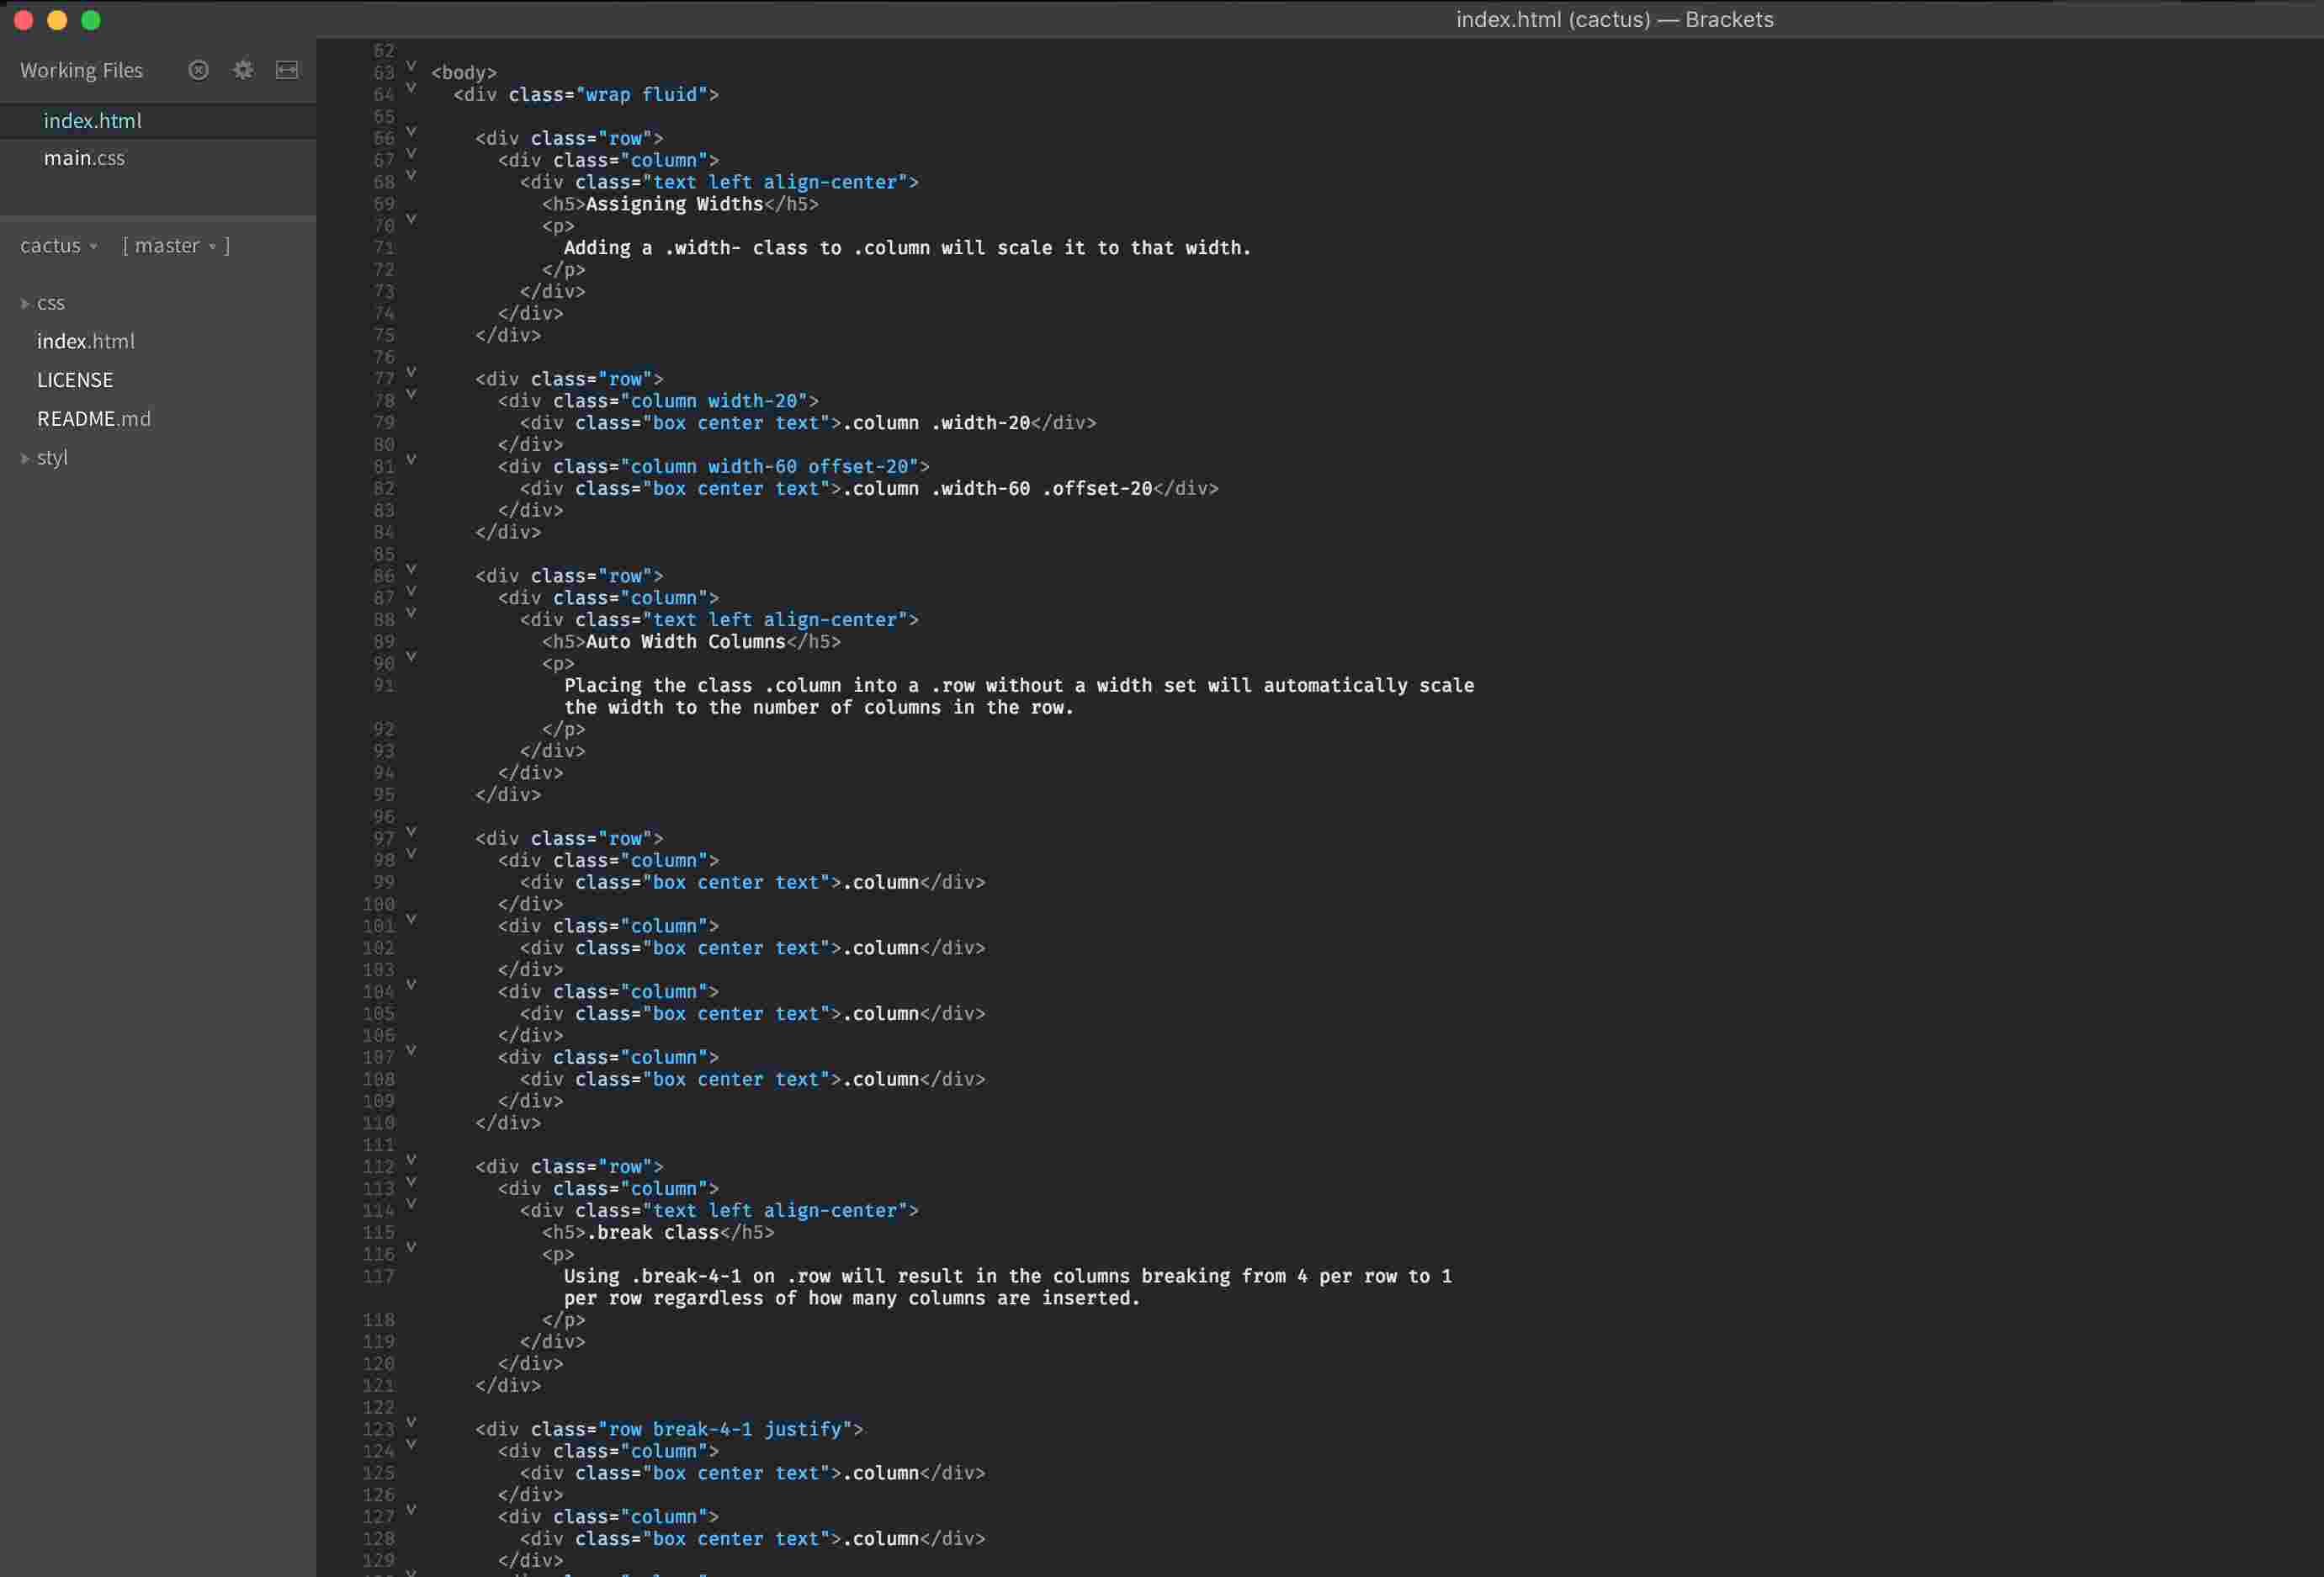 index.html (cactus) — Brackets
Working Files
index.html
main.css
cactus [ master ]
css
index.html
LICENSE
README.md
styl
62
63 <body>
64 <div class="wrap fluid">
65
66 <div class="row">
67 <div class="column">
68 <div class="text left align-center">
69 <h5>Assigning Widths</h5>
70 <p>
71 Adding a .width- class to .column will scale it to that width.
72 </p>
73 </div>
74 </div>
75 </div>
76
77 <div class="row">
78 <div class="column width-20">
79 <div class="box center text">.column .width-20</div>
80 </div>
81 <div class="column width-60 offset-20">
82 <div class="box center text">.column .width-60 .offset-20</div>
83 </div>
84 </div>
85
86 <div class="row">
87 <div class="column">
88 <div class="text left align-center">
89 <h5>Auto Width Columns</h5>
90 <p>
91 Placing the class .column into a .row without a width set will automatically scale
the width to the number of columns in the row.
92 </p>
93 </div>
94 </div>
95 </div>
96
97 <div class="row">
98 <div class="column">
99 <div class="box center text">.column</div>
100 </div>
101 <div class="column">
102 <div class="box center text">.column</div>
103 </div>
104 <div class="column">
105 <div class="box center text">.column</div>
106 </div>
107 <div class="column">
108 <div class="box center text">.column</div>
109 </div>
110 </div>
111
112 <div class="row">
113 <div class="column">
114 <div class="text left align-center">
115 <h5>.break class</h5>
116 <p>
117 Using .break-4-1 on .row will result in the columns breaking from 4 per row to 1
per row regardless of how many columns are inserted.
118 </p>
119 </div>
120 </div>
121 </div>
122
123 <div class="row break-4-1 justify">
124 <div class="column">
125 <div class="box center text">.column</div>
126 </div>
127 <div class="column">
128 <div class="box center text">.column</div>
129 </div>